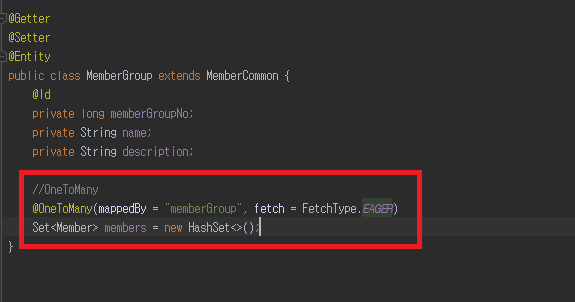 @Getter
@Setter
@Entity
public class MemberGroup extends MemberCommon {
@Id
private long memberGroupNo;
private String name;
private String description;
//OneToMany
@OneToMany(mappedBy = "memberGroup", fetch = FetchType.EAGER)
Set<Member> members = new HashSet<>();
}